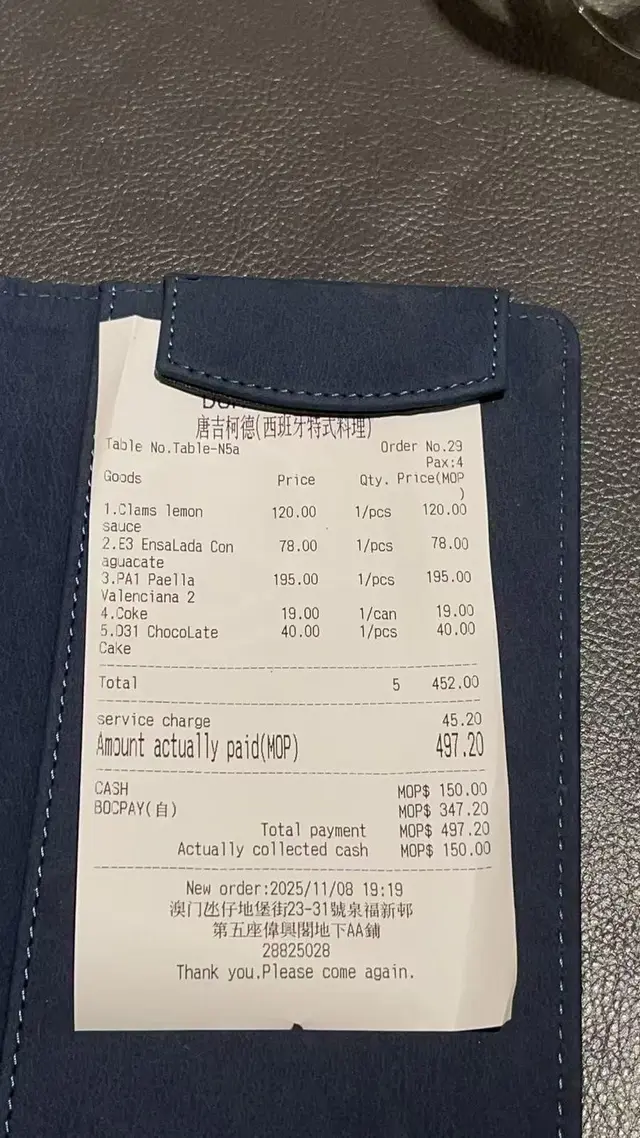 唐吉柯德(西班牙特式料理)
Table No.Table-N5a Order No.29
Pax:4
Goods Price Qty. Price(MOP
)
1.Clams lemon 120.00 1/pcs 120.00
sauce
2.E3 EnsaLada Con 78.00 1/pcs 78.00
aguacate
3.PA1 Paella 195.00 1/pcs 195.00
Valenciana 2
4.Coke 19.00 1/can 19.00
5.D31 ChocoLate 40.00 1/pcs 40.00
Cake
Total 5 452.00
service charge 45.20
Amount actually paid(MOP) 497.20
CASH MOP$ 150.00
BOCPAY(自) MOP$ 347.20
Total payment MOP$ 497.20
Actually collected cash MOP$ 150.00
New order:2025/11/08 19:19
澳门氹仔地堡街23-31號泉福新邨
第五座偉興閣地下AA鋪
28825028
Thank you.Please come again.